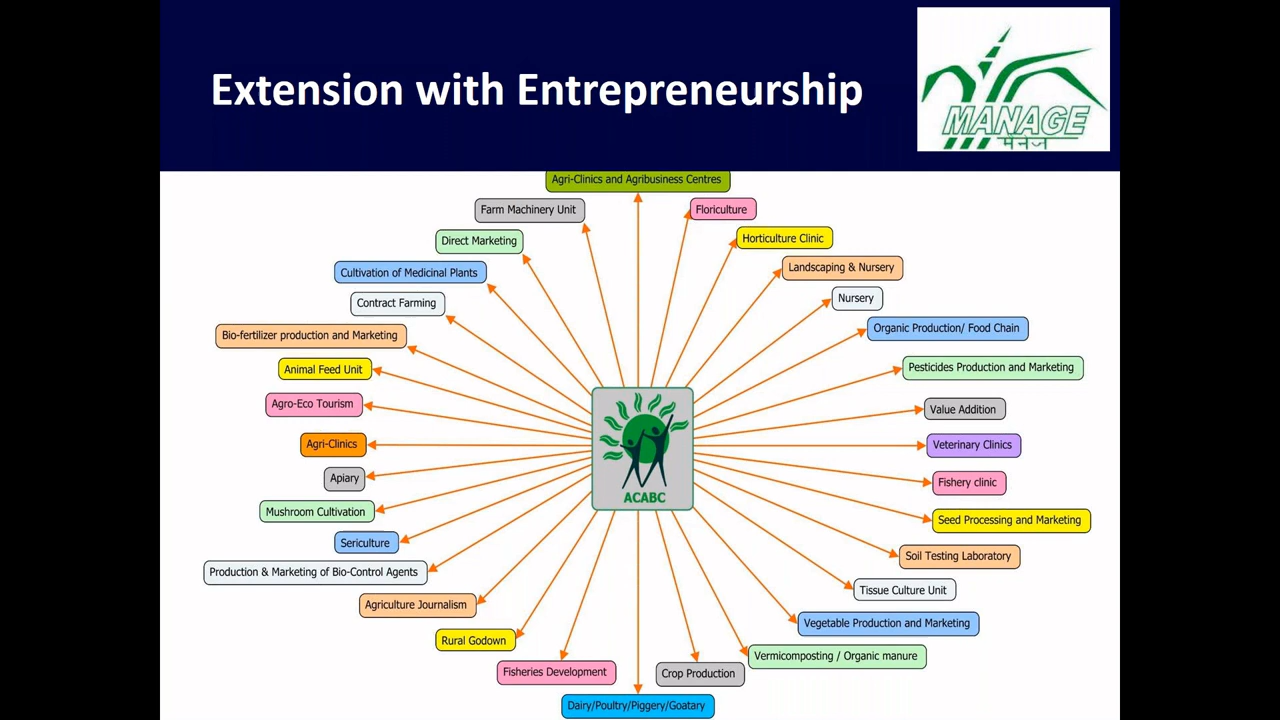 Extension with Entrepreneurship
MANAGE
मैनेज
Agri-Clinics and Agribusiness Centres
Farm Machinery Unit
Floriculture
Direct Marketing
Horticulture Clinic
Cultivation of Medicinal Plants
Landscaping & Nursery
Contract Farming
Nursery
Bio-fertilizer production and Marketing
Organic Production/ Food Chain
Animal Feed Unit
Pesticides Production and Marketing
Agro-Eco Tourism
Value Addition
Agri-Clinics
Veterinary Clinics
Apiary
Fishery clinic
ACABC
Mushroom Cultivation
Seed Processing and Marketing
Sericulture
Soil Testing Laboratory
Production & Marketing of Bio-Control Agents
Tissue Culture Unit
Agriculture Journalism
Vegetable Production and Marketing
Rural Godown
Vermicomposting / Organic manure
Fisheries Development
Crop Production
Dairy/Poultry/Piggery/Goatary